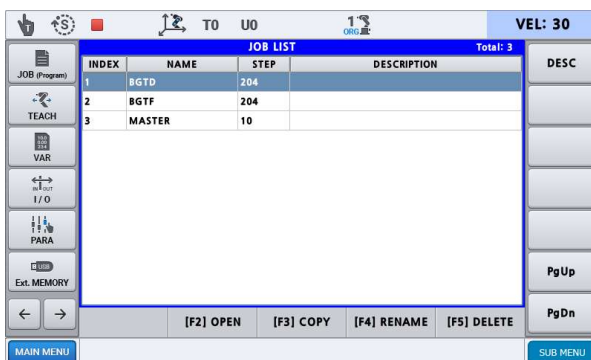 S T0 U0 1 ORG VEL: 30
JOB LIST Total: 3
INDEX NAME STEP DESCRIPTION
1 BGTD 204
2 BGTF 204
3 MASTER 10
JOB (Program)
TEACH
VAR
IN OUT
I/O
PARA
USB
Ext. MEMORY
← →
MAIN MENU
[F2] OPEN [F3] COPY [F4] RENAME [F5] DELETE
DESC
PgUp
PgDn
SUB MENU